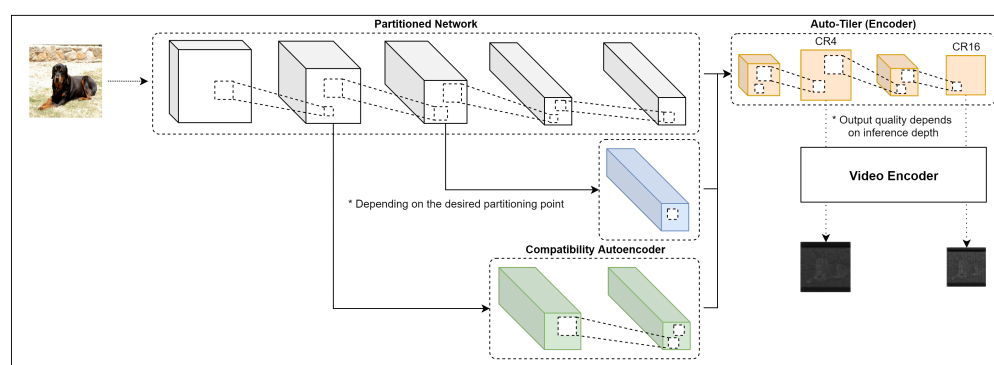 Partitioned Network
Auto-Tiler (Encoder)
CR4
CR16
* Output quality depends
on inference depth
Video Encoder
* Depending on the desired partitioning point
Compatibility Autoencoder